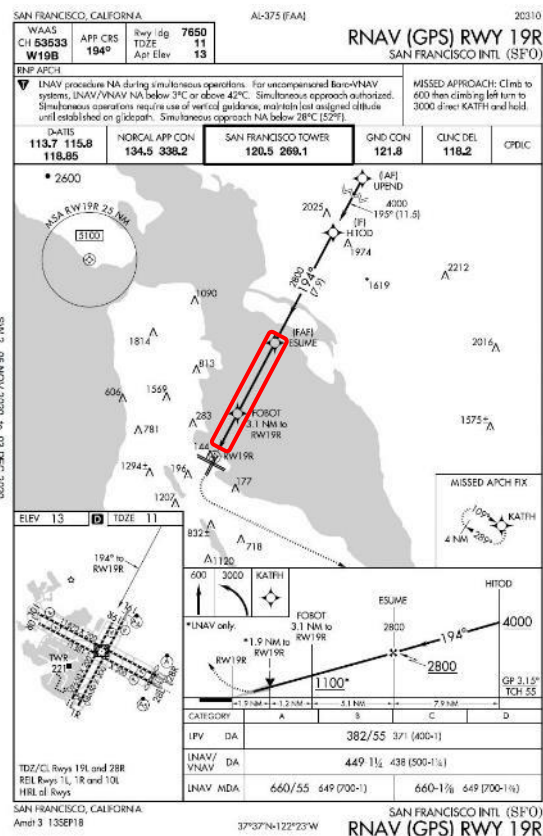 SAN FRANCISCO, CALIFORNIA
AL-375 (FAA)
20310
WAAS
CH 53533
W19B
APP CRS
194°
Rwy ldg 7650
TDZE 11
Apt Elev 13
RNAV (GPS) RWY 19R
SAN FRANCISCO INTL (SFO)
RNP APCH
LNAV procedure NA during simultaneous operations. For uncompensated Baro-VNAV
systems, LNAV/VNAV NA below 3°C or above 42°C. Simultaneous approach authorized.
Simultaneous operations require use of vertical guidance; maintain last assigned altitude
until established on glidepath. Simultaneous approach NA below 28°C (52°F).
MISSED APPROACH: Climb to
600 then climbing left turn to
3000 direct KATFH and hold.
D-ATIS
113.7 115.8
118.85
NORCAL APP CON
134.5 338.2
SAN FRANCISCO TOWER
120.5 269.1
GND CON
121.8
CLNC DEL
118.2
CPDLC
2600
MSA RW19R 25 NM
5100
(IAF)
UPEND
4000
195° (11.5)
2025
(IF)
HITOD
1974
2800
194°
(7.9)
1619
2212
1090
1814
(FAF)
ESUME
2016
813
606
1569
283
FOBOT
3.1 NM to
RW19R
1575±
781
144
RW19R
1294±
196
177
1207
832±
718
1120
MISSED APCH FIX
109°
KATFH
4 NM
289°
ELEV 13
D
TDZE 11
194° to
RW19R
TWR
221
TDZ/CL Rwys 19L and 28R
REIL Rwys 1L, 1R and 10L
HIRL all Rwys
600
3000
KATFH
*LNAV only.
FOBOT
3.1 NM to
RW19R
ESUME
HITOD
*1.9 NM to
RW19R
2800
4000
194°
RW19R
2800
1100*
GP 3.15°
TCH 55
1.9 NM
1.2 NM
5.1 NM
7.9 NM
CATEGORY A B C D
LPV DA 382/55 371 (400-1)
LNAV/
VNAV DA 449-1¼ 438 (500-1¼)
LNAV MDA 660/55 649 (700-1) 660-1⅞ 649 (700-1⅞)
SAN FRANCISCO, CALIFORNIA
Amdt 3 13SEP18
37°37'N-122°23'W
SAN FRANCISCO INTL (SFO)
RNAV (GPS) RWY 19R